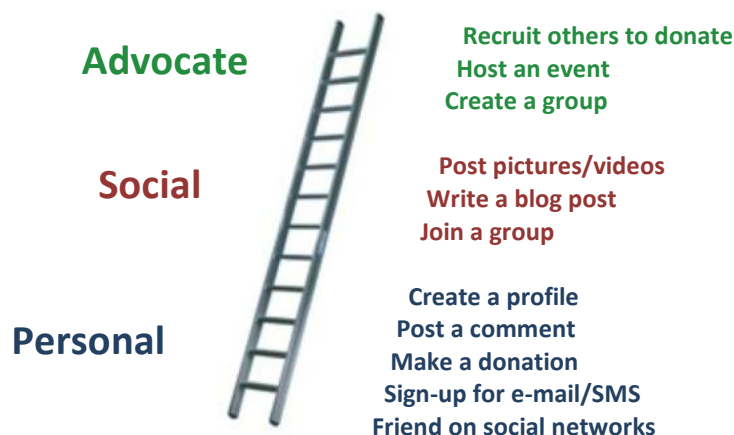 Advocate
Recruit others to donate
Host an event
Create a group
Social
Post pictures/videos
Write a blog post
Join a group
Personal
Create a profile
Post a comment
Make a donation
Sign-up for e-mail/SMS
Friend on social networks